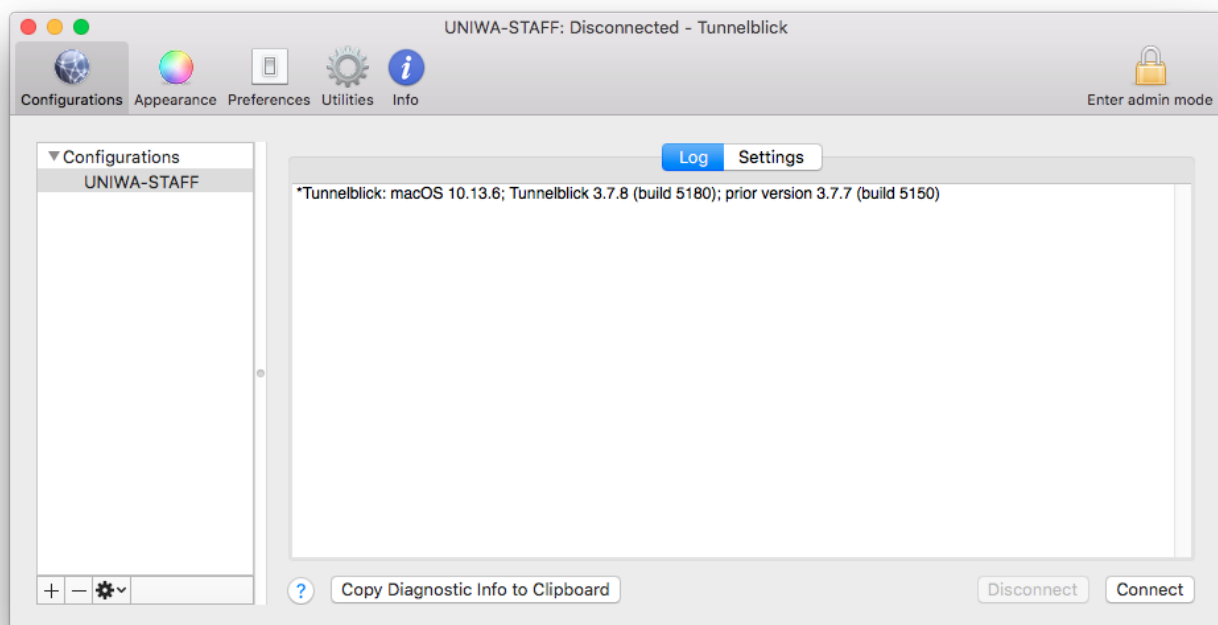 UNIWA-STAFF: Disconnected - Tunnelblick
Configurations Appearance Preferences Utilities Info Enter admin mode
Configurations
UNIWA-STAFF
Log Settings
*Tunnelblick: macOS 10.13.6; Tunnelblick 3.7.8 (build 5180); prior version 3.7.7 (build 5150)
? Copy Diagnostic Info to Clipboard Disconnect Connect